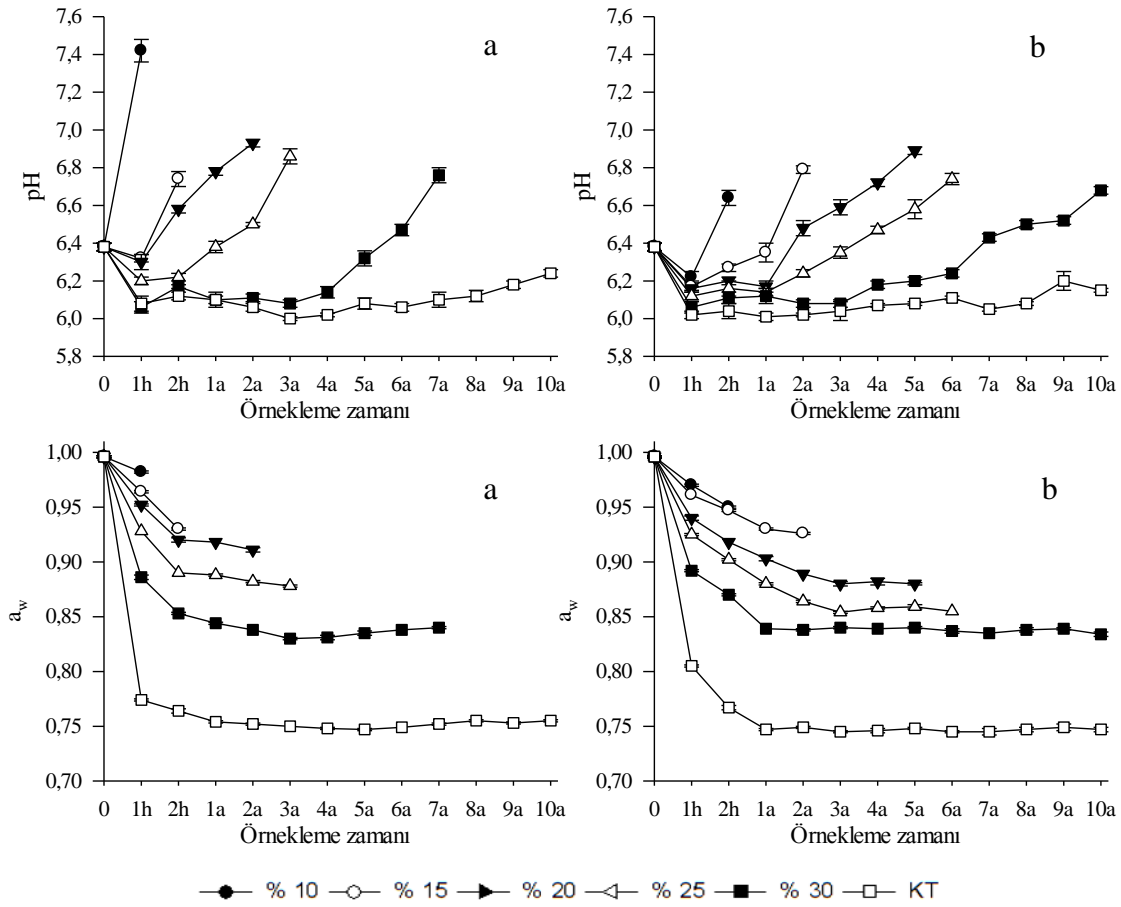 7,6
7,4
7,2
7,0
6,8
6,6
6,4
6,2
6,0
5,8
pH
a
0 1h 2h 1a 2a 3a 4a 5a 6a 7a 8a 9a 10a
Örnekleme zamanı
7,6
7,4
7,2
7,0
6,8
6,6
6,4
6,2
6,0
5,8
pH
b
0 1h 2h 1a 2a 3a 4a 5a 6a 7a 8a 9a 10a
Örnekleme zamanı
1,00
0,95
0,90
0,85
0,80
0,75
0,70
aw
a
0 1h 2h 1a 2a 3a 4a 5a 6a 7a 8a 9a 10a
Örnekleme zamanı
1,00
0,95
0,90
0,85
0,80
0,75
0,70
aw
b
0 1h 2h 1a 2a 3a 4a 5a 6a 7a 8a 9a 10a
Örnekleme zamanı
% 10 % 15 % 20 % 25 % 30 KT